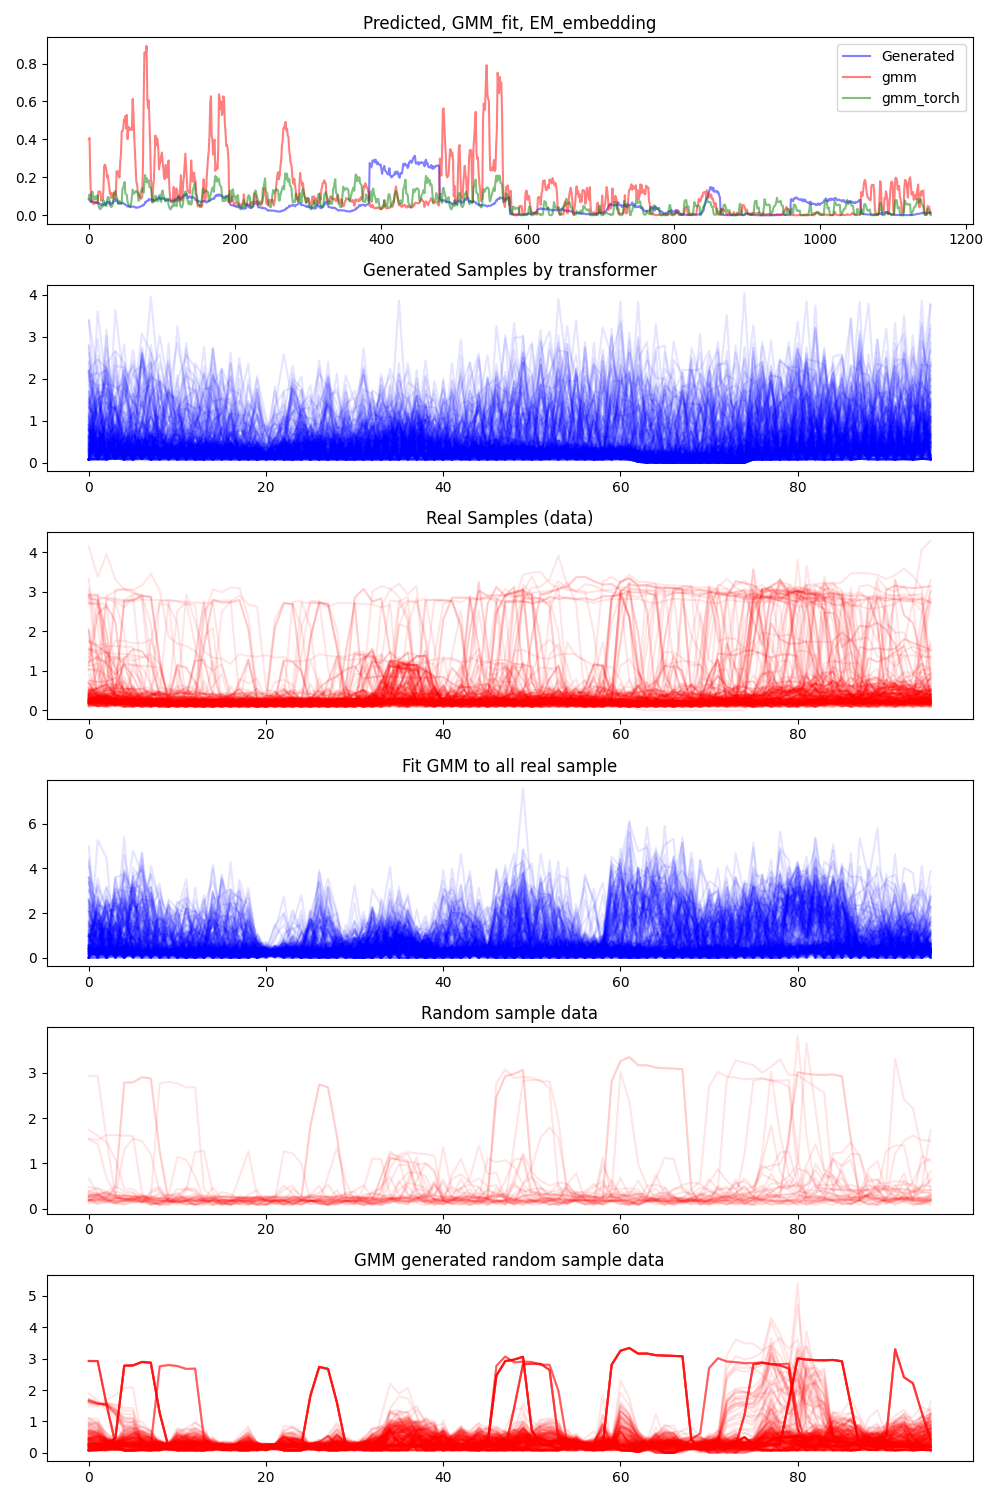 Predicted, GMM_fit, EM_embedding
0.8
0.6
0.4
0.2
0.0
Generated
gmm
gmm_torch
0 200 400 600 800 1000 1200
Generated Samples by transformer
4
3
2
1
0
0 20 40 60 80
Real Samples (data)
4
3
2
1
0
0 20 40 60 80
Fit GMM to all real sample
6
4
2
0
0 20 40 60 80
Random sample data
3
2
1
0
0 20 40 60 80
GMM generated random sample data
5
4
3
2
1
0
0 20 40 60 80